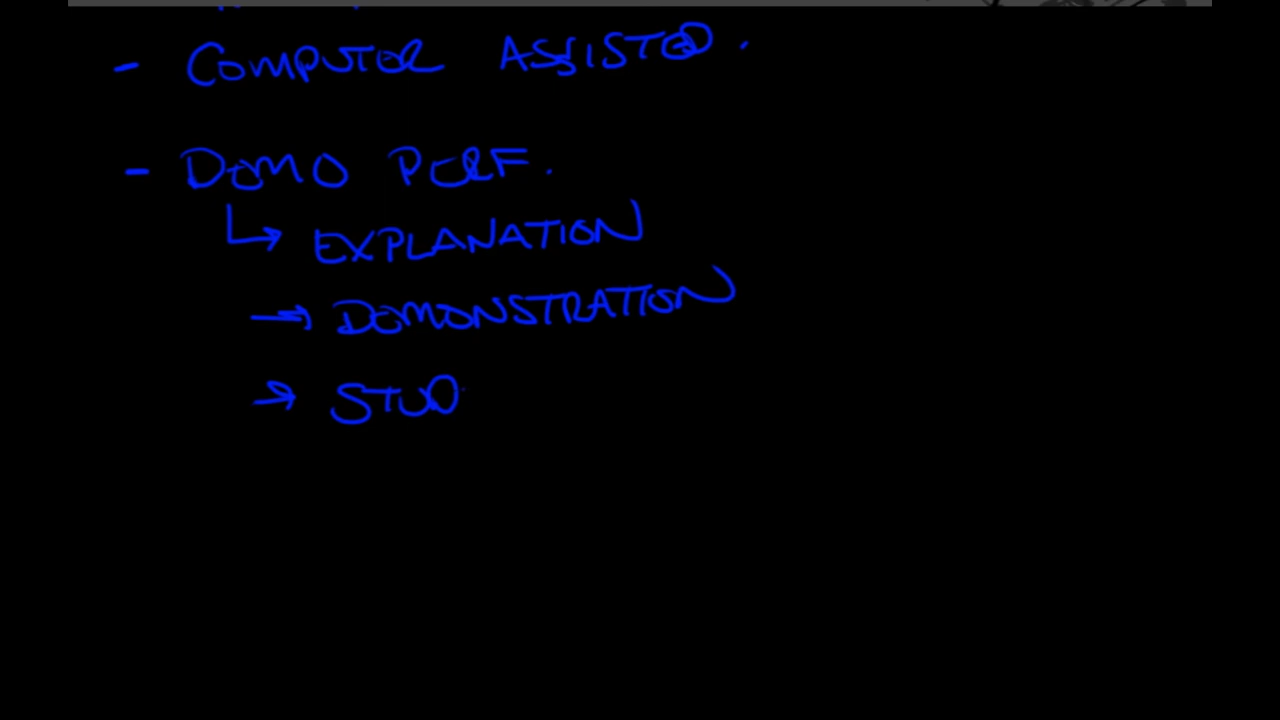 - COMPUTER ASSISTED.
- DEMO PERF.
EXPLANATION
→ DEMONSTRATION
→ STUD